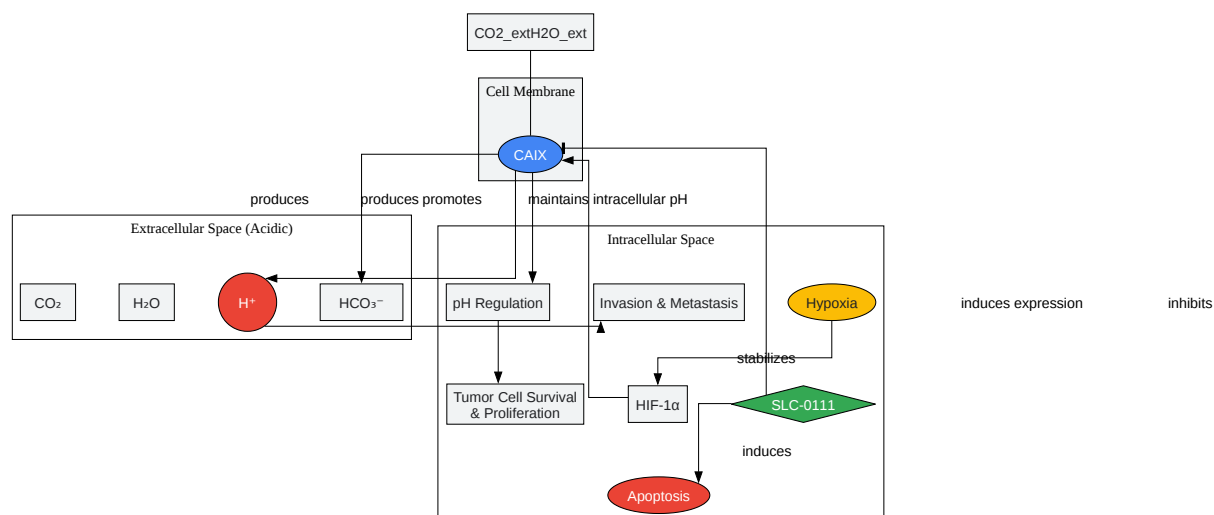 CO2_extH2O_ext
Cell Membrane
CAIX
produces
produces promotes
maintains intracellular pH
Extracellular Space (Acidic)
Intracellular Space
CO₂
H₂O
H⁺
HCO₃⁻
pH Regulation
Invasion & Metastasis
Hypoxia
induces expression
inhibits
stabilizes
Tumor Cell Survival
& Proliferation
HIF-1α
SLC-0111
induces
Apoptosis